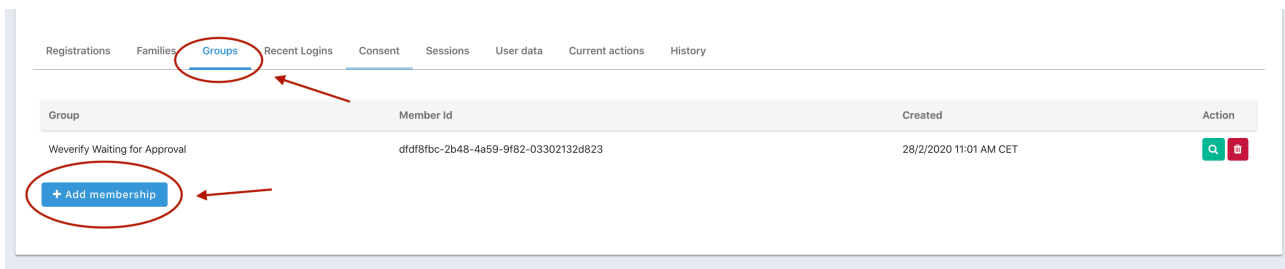 Registrations Families Groups Recent Logins Consent Sessions User data Current actions History
Group Member Id Created Action
Weverify Waiting for Approval dfdf8fbc-2b48-4a59-9f82-03302132d823 28/2/2020 11:01 AM CET
+ Add membership